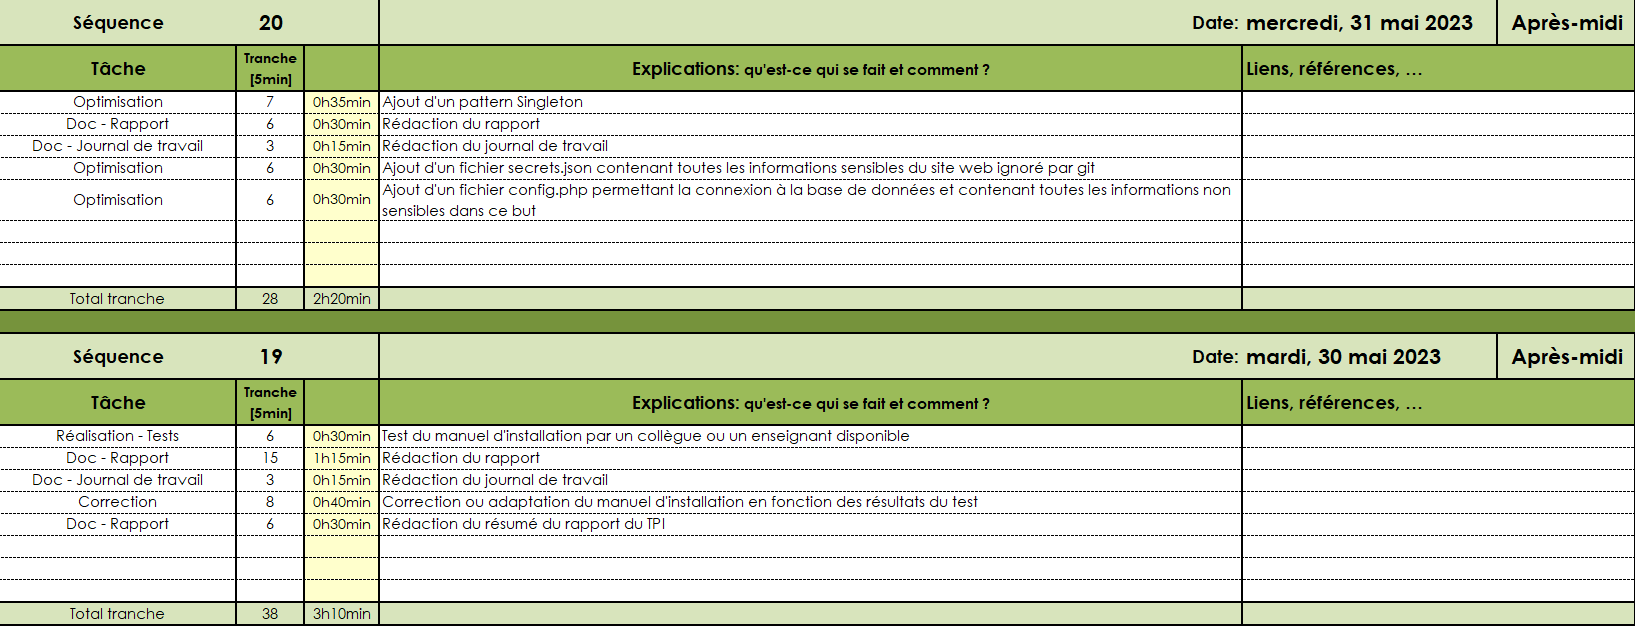 Séquence 20 Date: mercredi, 31 mai 2023 Après-midi
Tâche Tranche [5min] Explications: qu'est-ce qui se fait et comment ? Liens, références, ...
Optimisation 7 0h35min Ajout d'un pattern Singleton
Doc - Rapport 6 0h30min Rédaction du rapport
Doc - Journal de travail 3 0h15min Rédaction du journal de travail
Optimisation 6 0h30min Ajout d'un fichier secrets.json contenant toutes les informations sensibles du site web ignoré par git
Optimisation 6 0h30min Ajout d'un fichier config.php permettant la connexion à la base de données et contenant toutes les informations non
sensibles dans ce but
Total tranche 28 2h20min
Séquence 19 Date: mardi, 30 mai 2023 Après-midi
Tâche Tranche [5min] Explications: qu'est-ce qui se fait et comment ? Liens, références, ...
Réalisation - Tests 6 0h30min Test du manuel d'installation par un collègue ou un enseignant disponible
Doc - Rapport 15 1h15min Rédaction du rapport
Doc - Journal de travail 3 0h15min Rédaction du journal de travail
Correction 8 0h40min Correction ou adaptation du manuel d'installation en fonction des résultats du test
Doc - Rapport 6 0h30min Rédaction du résumé du rapport du TPI
Total tranche 38 3h10min